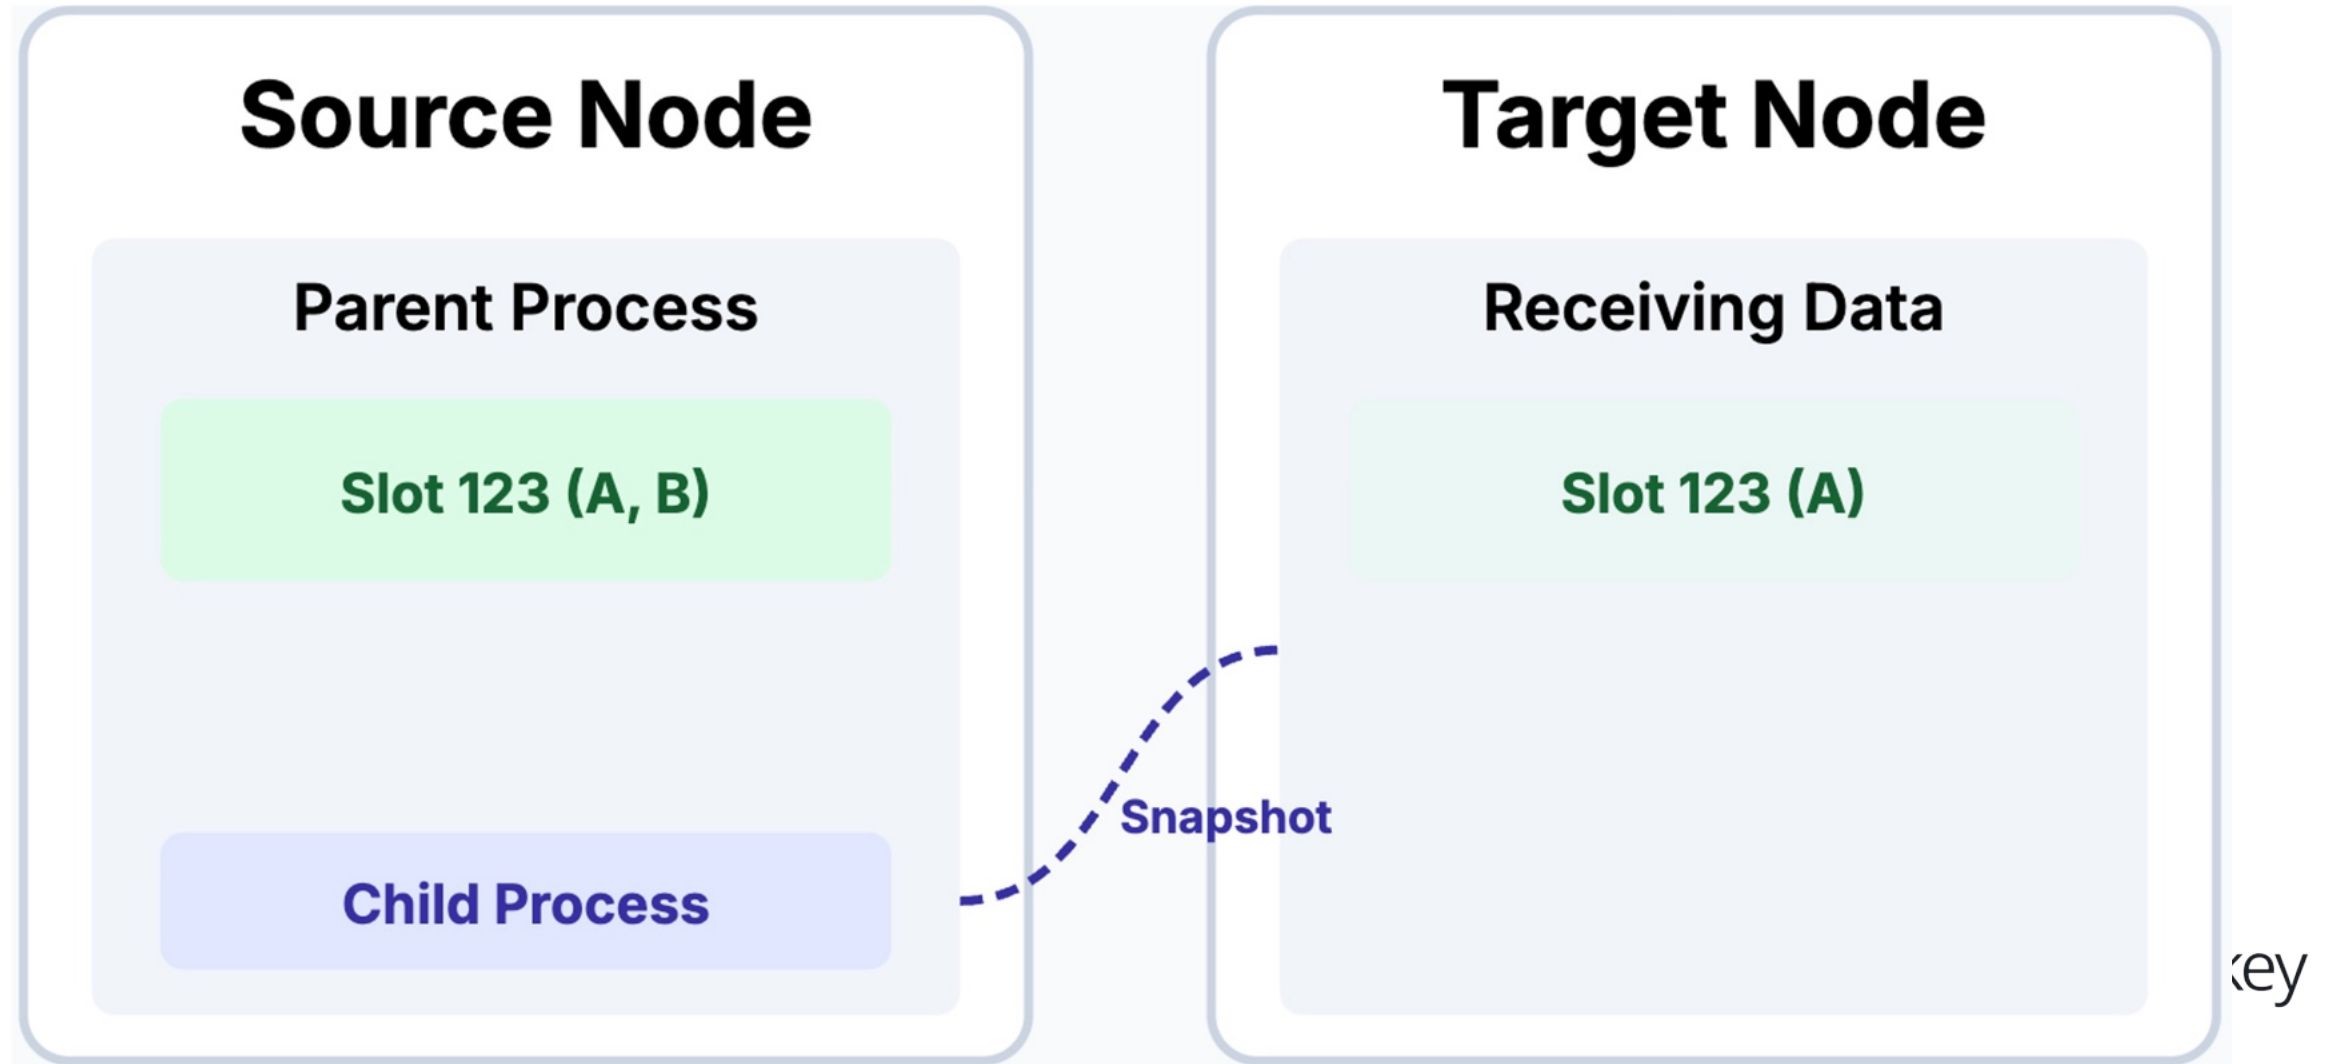 Source Node
Parent Process
Slot 123 (A, B)
Child Process
Snapshot
Target Node
Receiving Data
Slot 123 (A)